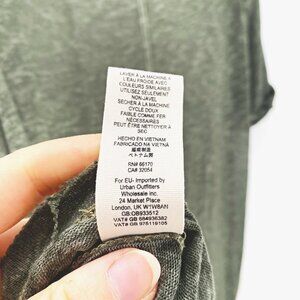 LAVER À LA MACHINE À
L'EAU FROIDE AVEC
COULEURS SIMILAIRES
UTILISEZ SEULEMENT
NON-JAVEL
SECHER À LA MACHINE
CYCLE DOUX
FAIBLE COMME FER
NÉCESSAIRES
PEUT ÊTRE NETTOYER À
SEC
HECHO EN VIETNAM
FABRICADO NA VIETNÃ
越南製造
ベトナム製
RN# 66170
CA# 32054
For EU- Imported by
Urban Outfitters
Wholesale Inc.
24 Market Place
London, UK W1W8AN
GB:OB933512
VAT# GB 584936382
VAT# GB 975119105